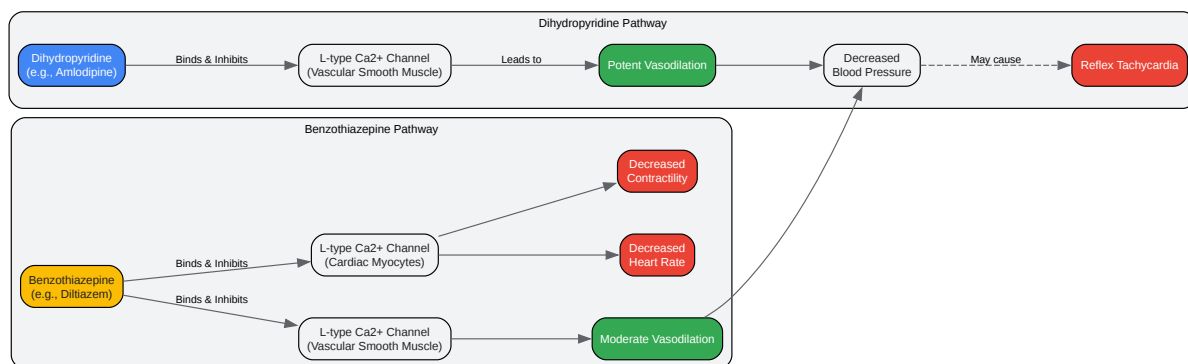 Dihydropyridine Pathway
Dihydropyridine
(e.g., Amlodipine)
Binds & Inhibits
L-type Ca2+ Channel
(Vascular Smooth Muscle)
Leads to
Potent Vasodilation
Decreased
Blood Pressure
May cause
Reflex Tachycardia
Benzothiazepine Pathway
Benzothiazepine
(e.g., Diltiazem)
Binds & Inhibits
L-type Ca2+ Channel
(Cardiac Myocytes)
Decreased
Contractility
Decreased
Heart Rate
Binds & Inhibits
L-type Ca2+ Channel
(Vascular Smooth Muscle)
Moderate Vasodilation